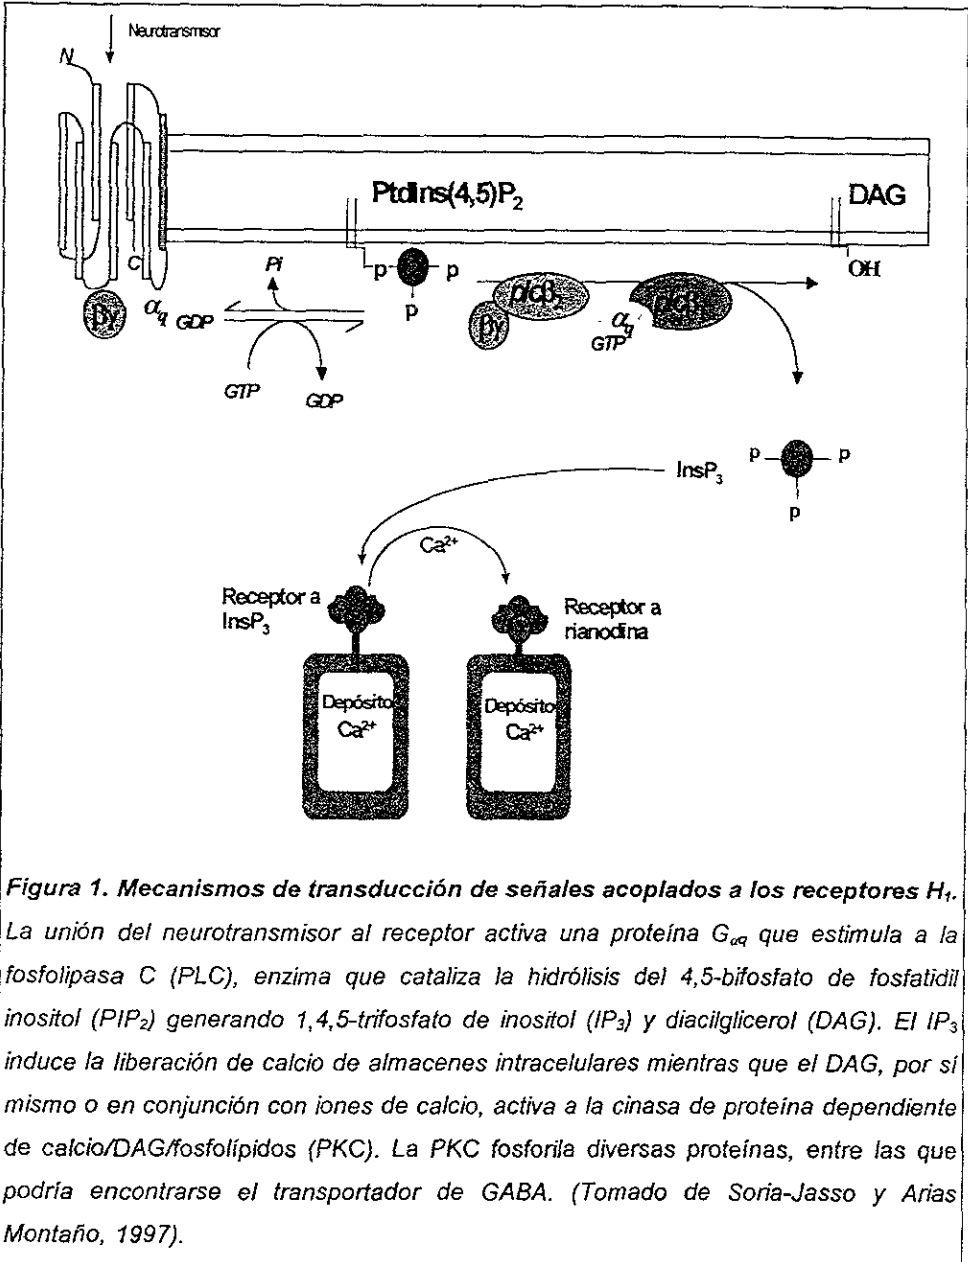 Neurotransmisor
N
Ptdlns(4,5)P₂
DAG
C
Pi
p
p
p
OH
βγ
α_q
GDP
plcβ₂
βγ
α_q
GTP
GTP
GDP
InsP₃
p
p
p
Ca²⁺
Receptor a
InsP₃
Receptor a
rianodina
Depósito
Ca²⁺
Depósito
Ca²⁺
Figura 1. Mecanismos de transducción de señales acoplados a los receptores H₁.
La unión del neurotransmisor al receptor activa una proteína G_αq que estimula a la
fosfolipasa C (PLC), enzima que cataliza la hidrólisis del 4,5-bifosfato de fosfatidil
inositol (PIP₂) generando 1,4,5-trifosfato de inositol (IP₃) y diacilglicerol (DAG). El IP₃
induce la liberación de calcio de almacenes intracelulares mientras que el DAG, por sí
mismo o en conjunción con iones de calcio, activa a la cinasa de proteína dependiente
de calcio/DAG/fosfolípidos (PKC). La PKC fosforila diversas proteínas, entre las que
podría encontrarse el transportador de GABA. (Tomado de Soria-Jasso y Arias
Montaño, 1997).